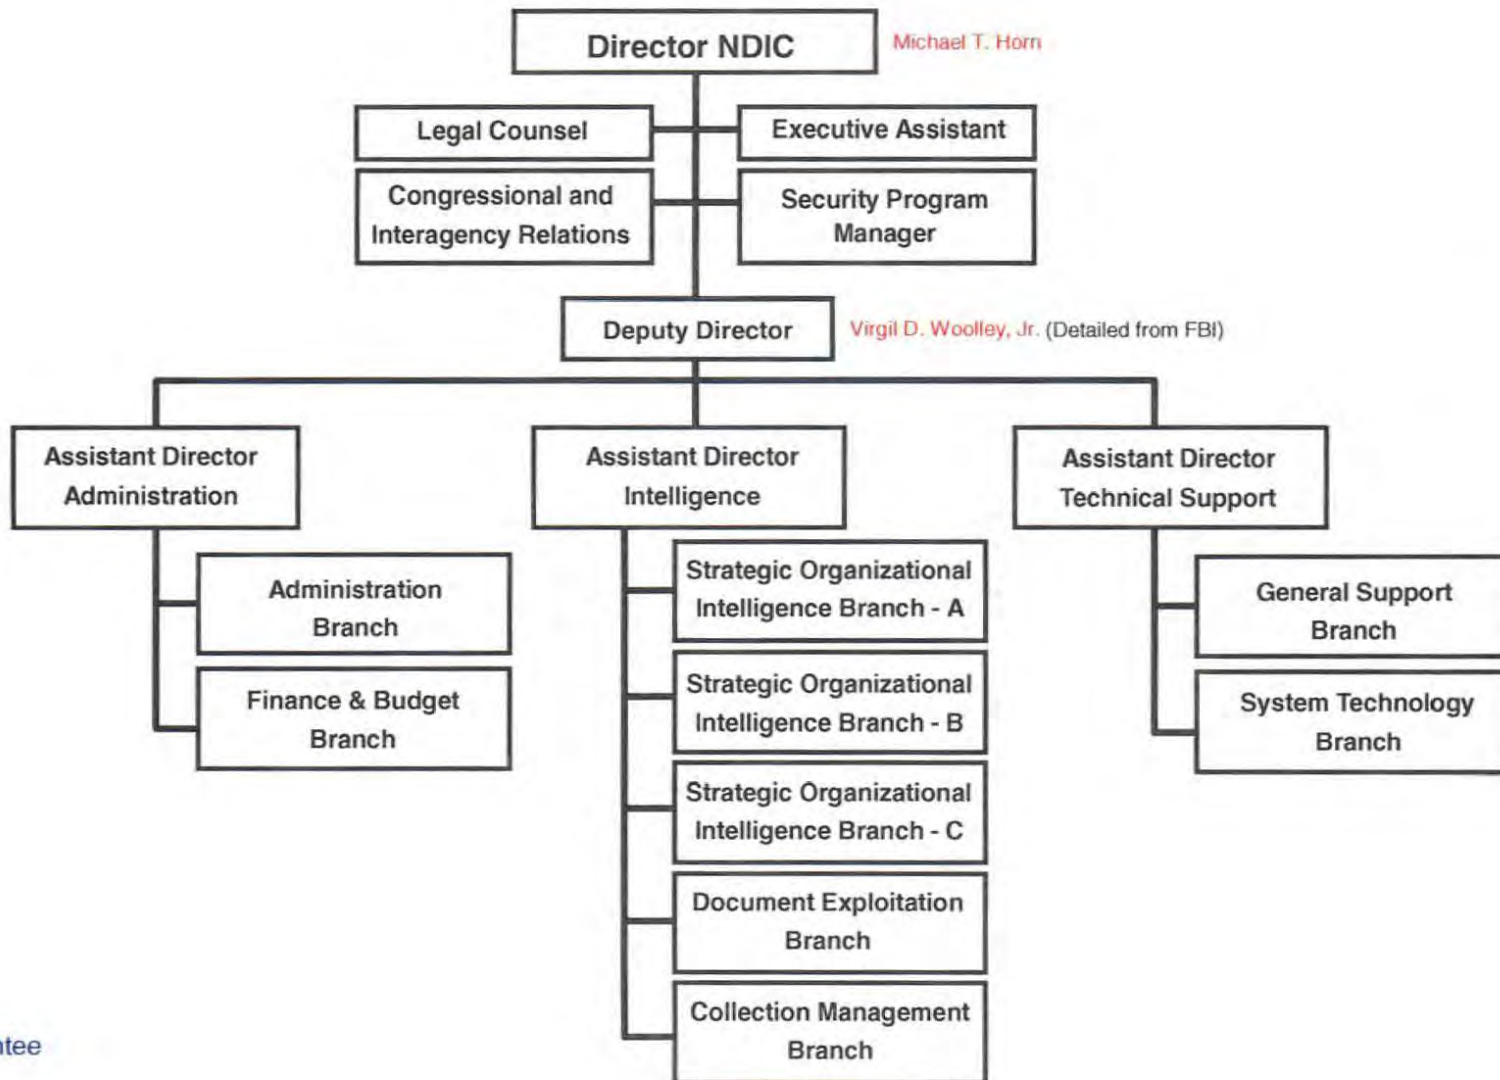 Director NDIC
Michael T. Horn
Legal Counsel
Executive Assistant
Congressional and
Interagency Relations
Security Program
Manager
Deputy Director
Virgil D. Woolley, Jr. (Detailed from FBI)
Assistant Director
Administration
Assistant Director
Intelligence
Assistant Director
Technical Support
Administration
Branch
Finance & Budget
Branch
Strategic Organizational
Intelligence Branch - A
Strategic Organizational
Intelligence Branch - B
Strategic Organizational
Intelligence Branch - C
Document Exploitation
Branch
Collection Management
Branch
General Support
Branch
System Technology
Branch